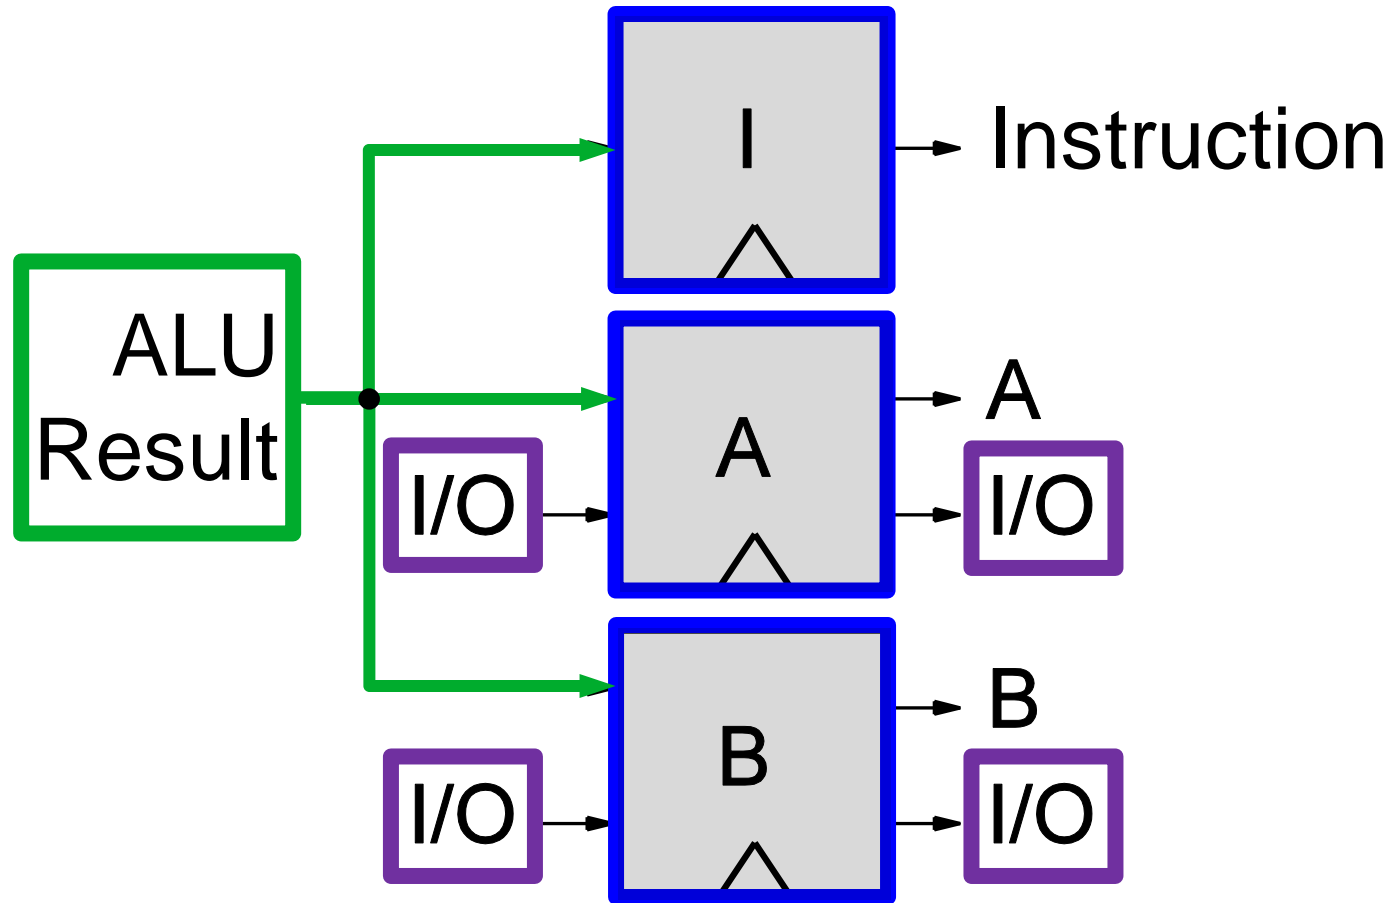 I
Instruction
ALU
Result
A
A
I/O
I/O
B
B
I/O
I/O